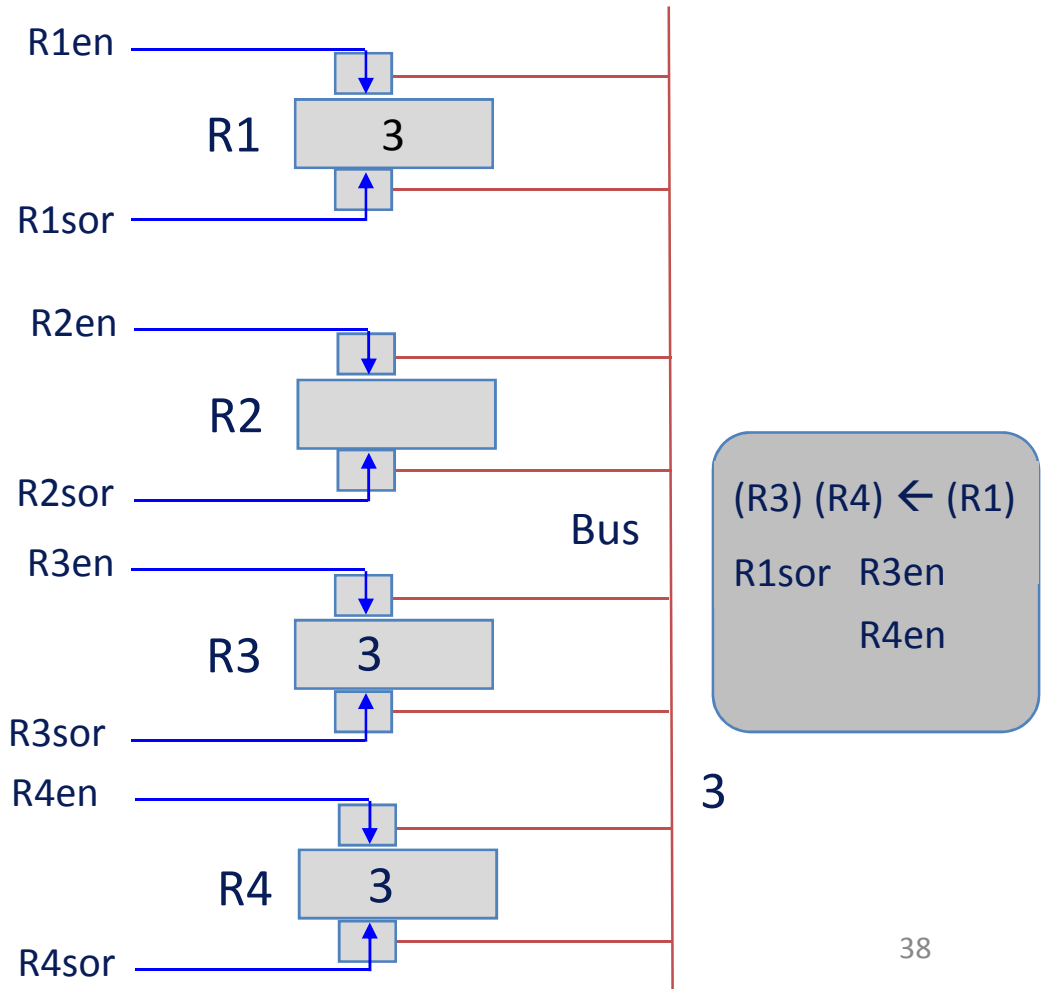 R1en
R1 3
R1sor
R2en
R2
R2sor
Bus
R3en
R3 3
R3sor
R4en
R4 3
R4sor
(R3) (R4) ← (R1)
R1sor R3en
R4en
3
38